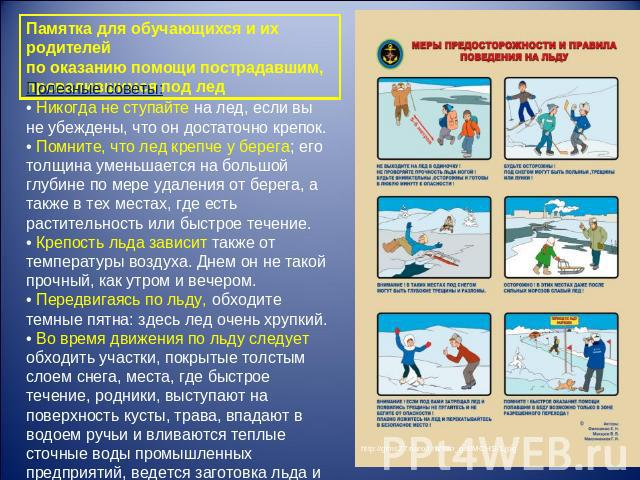 Памятка для обучающихся и их
родителей
по оказанию помощи пострадавшим,
провалившимся под лед
Полезные советы:
• Никогда не ступайте на лед, если вы
не убеждены, что он достаточно крепок.
• Помните, что лед крепче у берега; его
толщина уменьшается на большой
глубине по мере удаления от берега, а
также в тех местах, где есть
растительность или быстрое течение.
• Крепость льда зависит также от
температуры воздуха. Днем он не такой
прочный, как утром и вечером.
• Передвигаясь по льду, обходите
темные пятна: здесь лед очень хрупкий.
• Во время движения по льду следует
обходить участки, покрытые толстым
слоем снега, места, где быстрое
течение, родники, выступают на
поверхность кусты, трава, впадают в
водоем ручьи и вливаются теплые
сточные воды промышленных
предприятий, ведется заготовка льда и
МЕРЫ ПРЕДОСТОРОЖНОСТИ И ПРАВИЛА
ПОВЕДЕНИЯ НА ЛЬДУ
НЕ ВЫХОДИТЕ НА ЛЕД В ОДИНОЧКУ !
НЕ ПРОВЕРЯЙТЕ ПРОЧНОСТЬ ЛЬДА НОГОЙ !
БУДЬТЕ ВНИМАТЕЛЬНЫ ,ОСТОРОЖНЫ И ГОТОВЫ
В ЛЮБУЮ МИНУТУ К ОПАСНОСТИ !
БУДЬТЕ ОСТОРОЖНЫ !
ПОД СНЕГОМ МОГУТ БЫТЬ ПОЛЫНЬИ ,ТРЕЩИНЫ
ИЛИ ЛУНКИ !
ВНИМАНИЕ ! В ТАКИХ МЕСТАХ ПОД СНЕГОМ
МОГУТ БЫТЬ ГЛУБОКИЕ ТРЕЩИНЫ И РАЗЛОМЫ.
ОСТОРОЖНО ! В ЭТИХ МЕСТАХ ДАЖЕ ПОСЛЕ
СИЛЬНЫХ МОРОЗОВ СЛАБЫЙ ЛЕД !
ВНИМАНИЕ ! ЕСЛИ ПОД ВАМИ ЗАТРЕЩАЛ ЛЕД И
ПОЯВИЛИСЬ ТРЕЩИНЫ НЕ ПУГАЙТЕСЬ И НЕ
БЕГИТЕ ОТ ОПАСНОСТИ !
ПЛАВНО ЛОЖИТЕСЬ НА ЛЕД И ПЕРЕКАТЫВАЙТЕСЬ
В БЕЗОПАСНОЕ МЕСТО !
ПОМНИТЕ ! БЫСТРОЕ ОКАЗАНИЕ ПОМОЩИ
ПОПАВШИМ В БЕДУ ВОЗМОЖНО ТОЛЬКО В ЗОНЕ
РАЗРЕШЕННОГО ПЕРЕХОДА !
Авторы:
PPt4WEB.ru